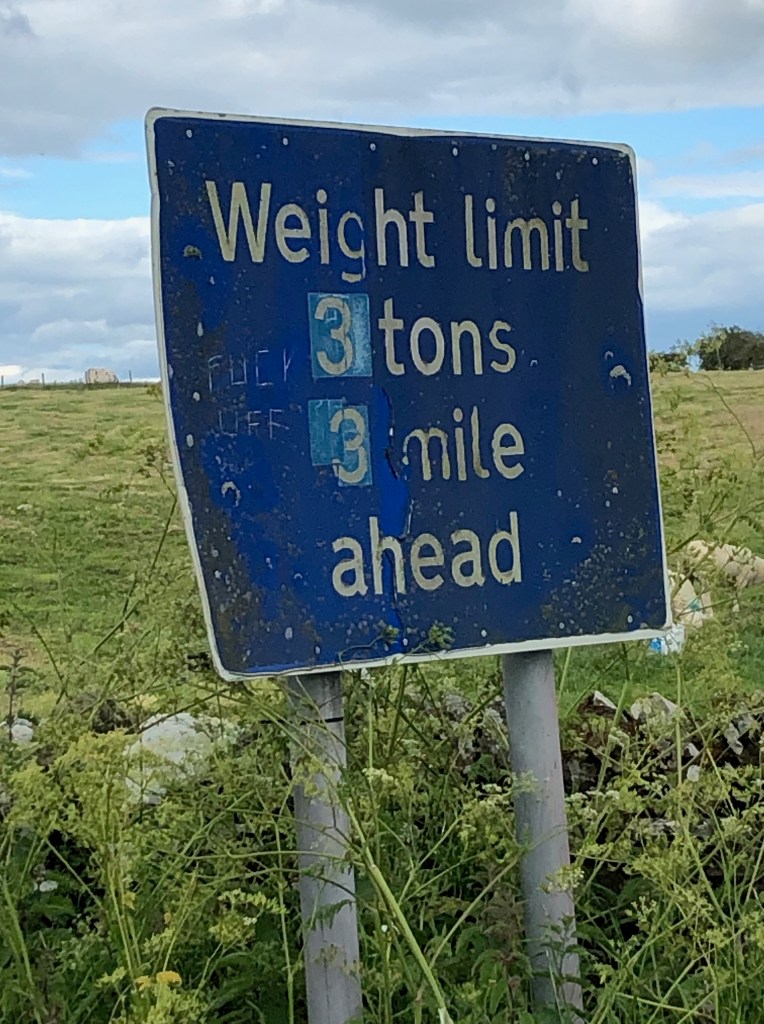 Weight limit
3 tons
3 mile
ahead
FUCK
OFF